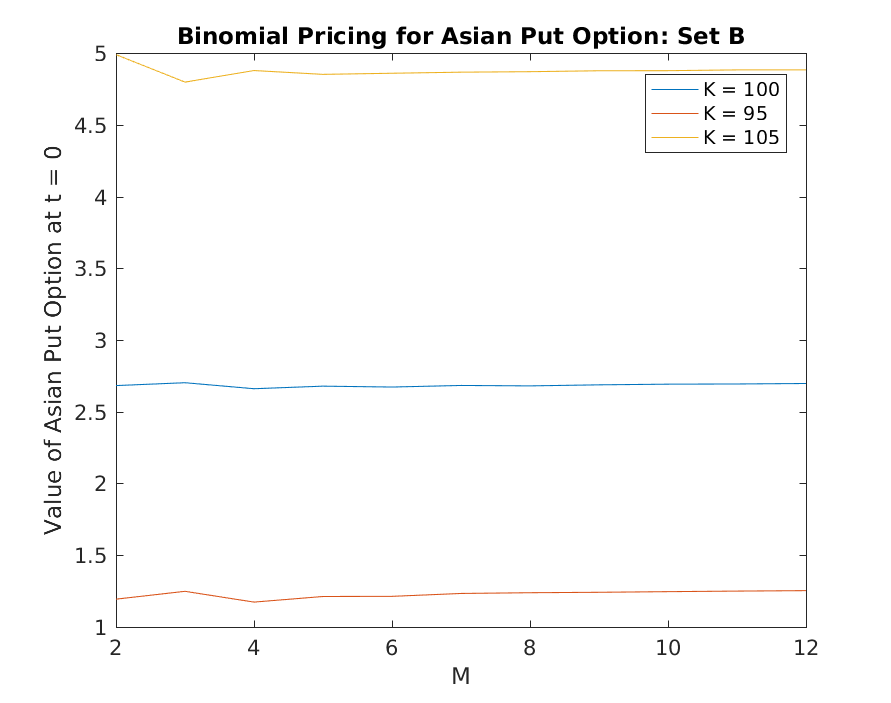 Binomial Pricing for Asian Put Option: Set B
Value of Asian Put Option at t = 0
5
4.5
4
3.5
3
2.5
2
1.5
1
K = 100
K = 95
K = 105
2
4
6
8
10
12
M